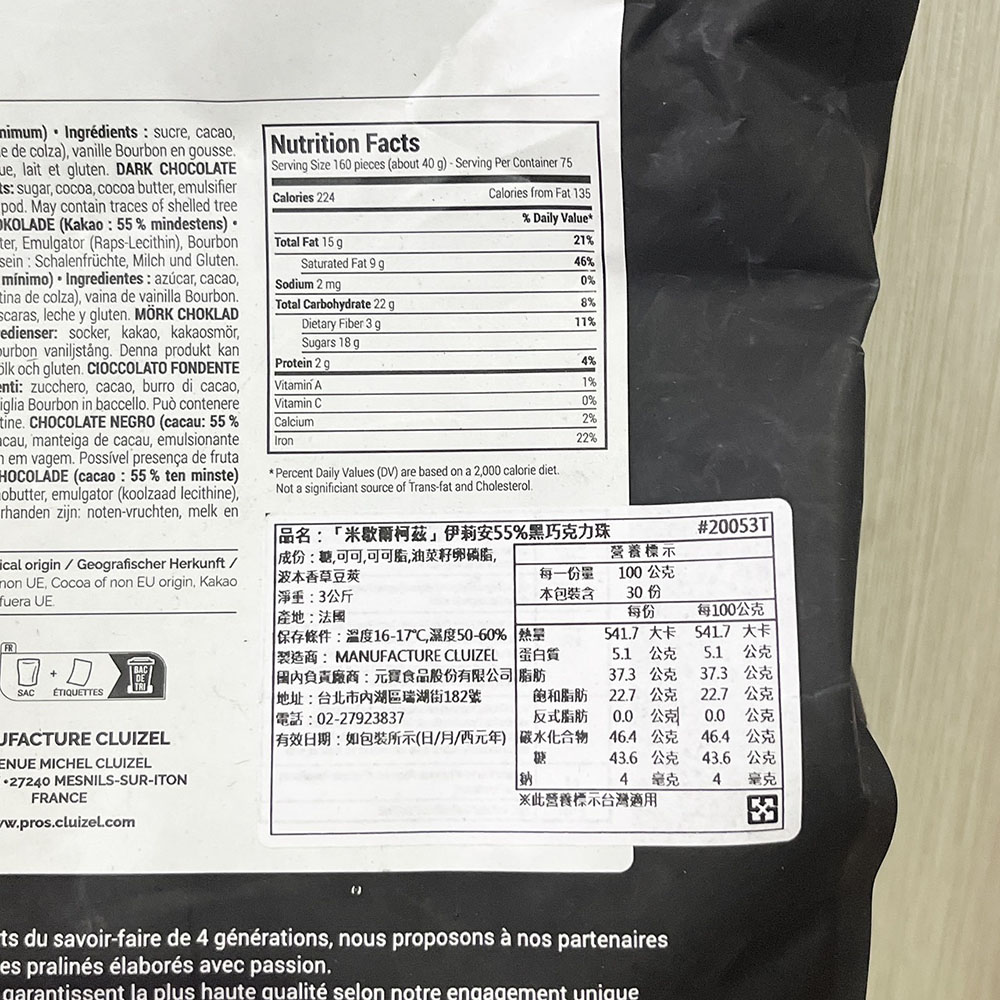 nimum) • Ingrédients : sucre, cacao,
e de colza), vanille Bourbon en gousse.
ue, lait et gluten. DARK CHOCOLATE
ts: sugar, cocoa, cocoa butter, emulsifier
pod. May contain traces of shelled tree
OKOLADE (Kakao : 55 % mindestens) •
ter, Emulgator (Raps-Lecithin), Bourbon
sein : Schalenfrüchte, Milch und Gluten.
mínimo) • Ingredientes : azúcar, cacao,
tina de colza), vaina de vainilla Bourbon.
scaras, leche y gluten. MÖRK CHOKLAD
redienser: socker, kakao, kakaosmör,
ourbon vaniljstång. Denna produkt kan
ölk och gluten. CIOCCOLATO FONDENTE
enti: zucchero, cacao, burro di cacao,
iglia Bourbon in baccello. Può contenere
tine. CHOCOLATE NEGRO (cacau: 55 %
acau, manteiga de cacau, emulsionante
n em vagem. Possível presença de fruta
HOCOLADE (cacao : 55 % ten minste)
obutter, emulgator (koolzaad lecithine),
rhanden zijn: noten-vruchten, melk en
ical origin / Geografischer Herkunft /
non UE, Cocoa of non EU origin, Kakao
fuera UE.
FR
SAC
+
ÉTIQUETTES
BAC
DE
TRI
UFACTURE CLUIZEL
ENUE MICHEL CLUIZEL
• 27240 MESNILS-SUR-ITON
FRANCE
w.pros.cluizel.com
Nutrition Facts
Serving Size 160 pieces (about 40 g) - Serving Per Container 75
Calories 224 Calories from Fat 135
% Daily Value*
Total Fat 15 g 21%
Saturated Fat 9 g 46%
Sodium 2 mg 0%
Total Carbohydrate 22 g 8%
Dietary Fiber 3 g 11%
Sugars 18 g
Protein 2 g 4%
Vitamin A 1%
Vitamin C 0%
Calcium 2%
Iron 22%
* Percent Daily Values (DV) are based on a 2,000 calorie diet.
Not a significiant source of Trans-fat and Cholesterol.
品名：「米歇爾柯茲」伊莉安55%黑巧克力珠 #20053T
成份：糖,可可,可可脂,油菜籽卵磷脂,
波本香草豆莢
淨重：3公斤
產地：法國
保存條件：溫度16-17℃,濕度50-60%
製造商： MANUFACTURE CLUIZEL
國內負責廠商：元寶食品股份有限公司
地址：台北市內湖區瑞湖街182號
電話：02-27923837
有效日期：如包裝所示(日/月/西元年)
營養標示
每一份量 100 公克
本包裝含 30 份
每份 每100公克
熱量 541.7 大卡 541.7 大卡
蛋白質 5.1 公克 5.1 公克
脂肪 37.3 公克 37.3 公克
飽和脂肪 22.7 公克 22.7 公克
反式脂肪 0.0 公克 0.0 公克
碳水化合物 46.4 公克 46.4 公克
糖 43.6 公克 43.6 公克
鈉 4 毫克 4 毫克
※此營養標示台灣適用
ts du savoir-faire de 4 générations, nous proposons à nos partenaires
es pralinés élaborés avec passion.
garantissent la plus haute qualité selon notre engagement unique